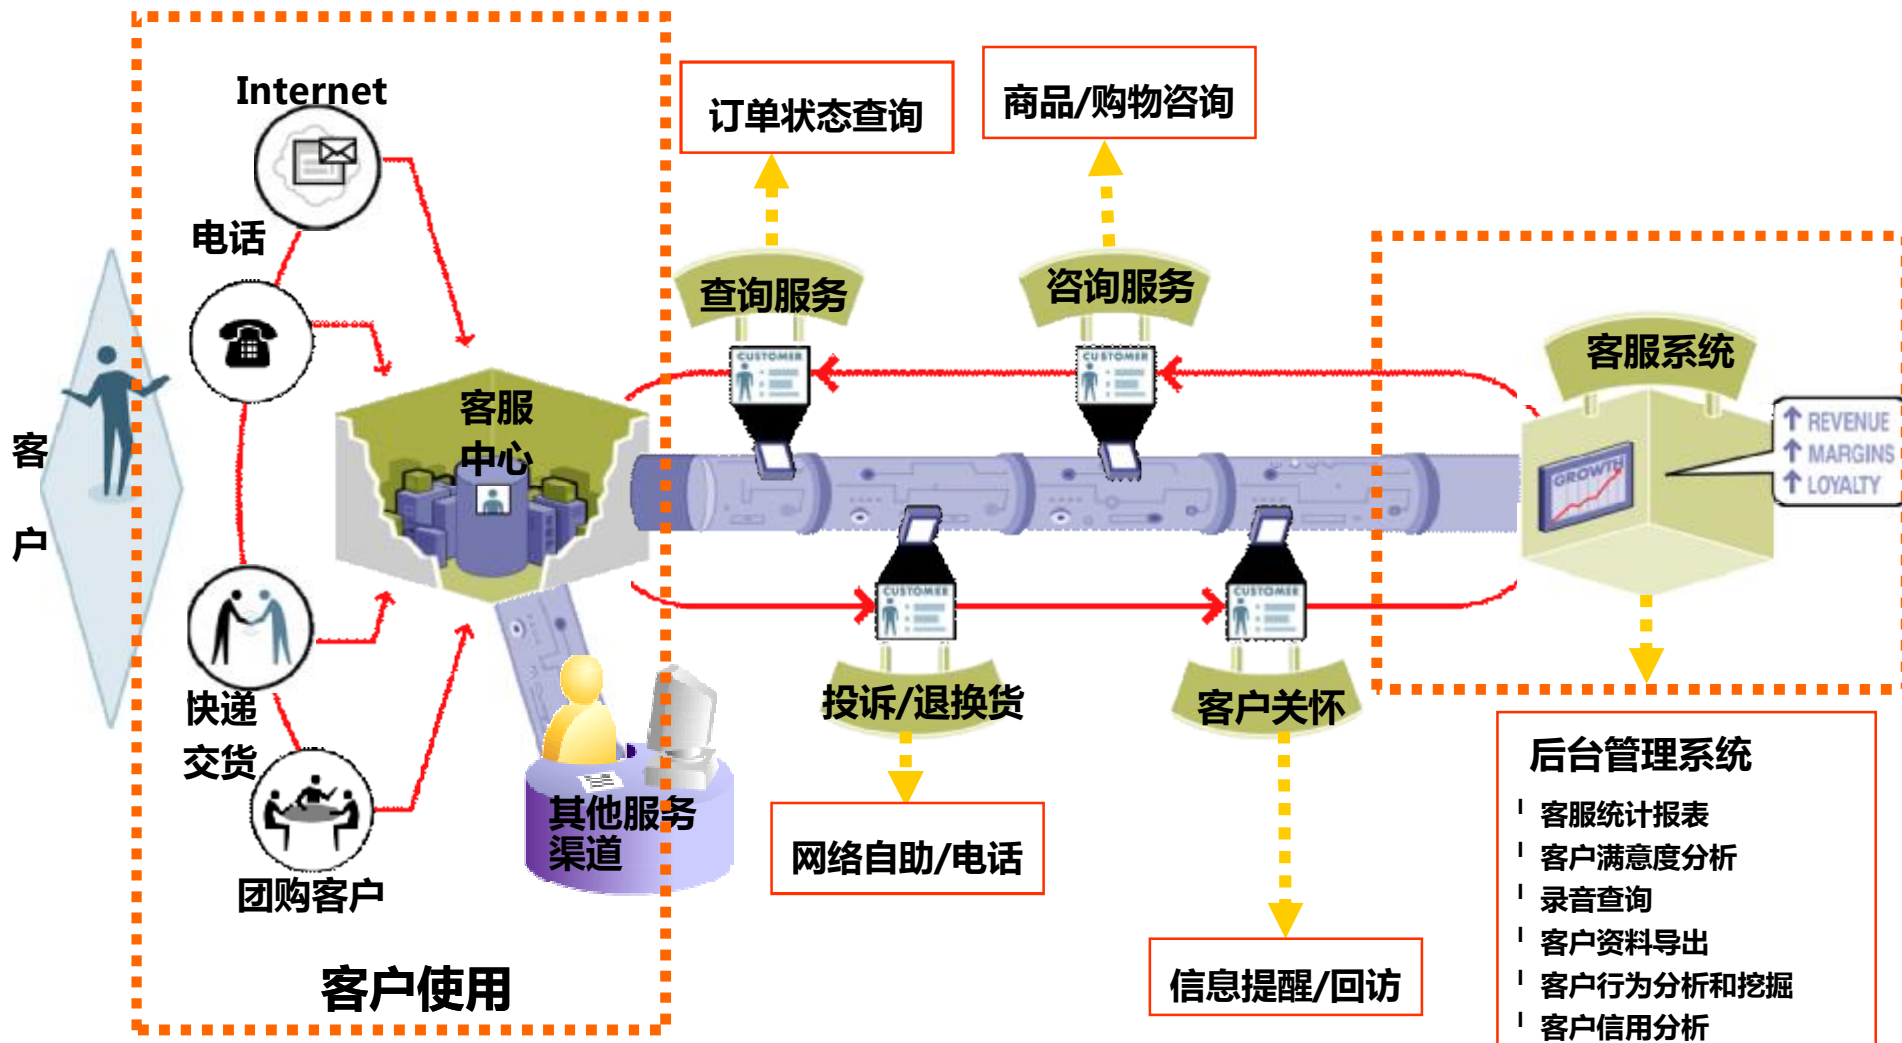 Internet
电话
客
户
快递
交货
团购客户
客服
中心
其他服务
渠道
客户使用
订单状态查询
商品/购物咨询
查询服务
咨询服务
CUSTOMER
CUSTOMER
CUSTOMER
CUSTOMER
投诉/退换货
客户关怀
网络自助/电话
信息提醒/回访
客服系统
GROWTH
REVENUE
MARGINS
LOYALTY
后台管理系统
客服统计报表
客户满意度分析
录音查询
客户资料导出
客户行为分析和挖掘
客户信用分析